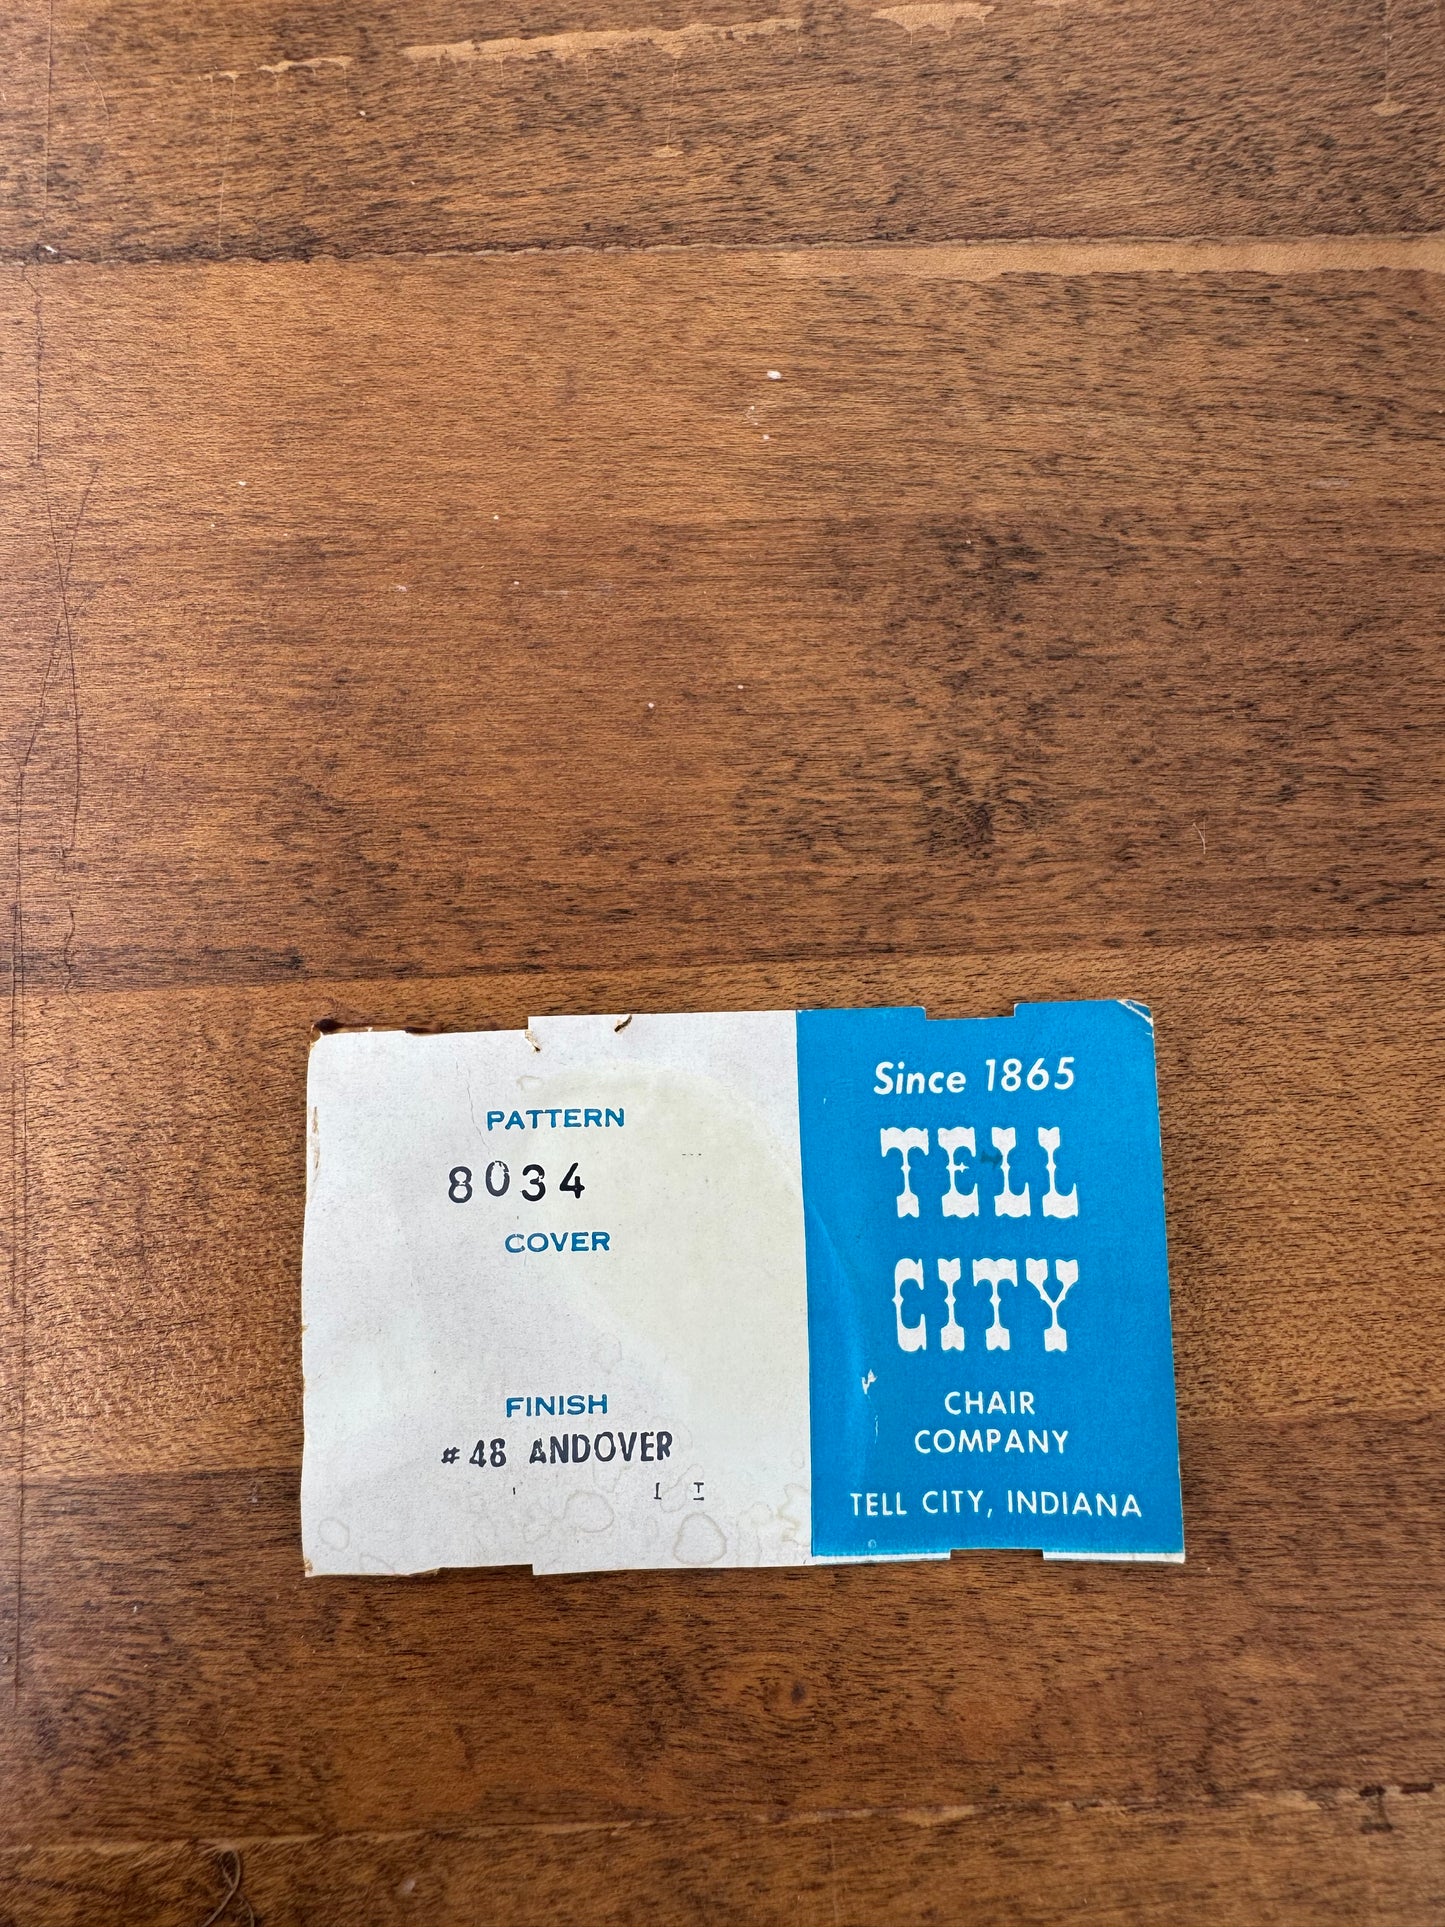 PATTERN
8034
COVER
FINISH
#48 ANDOVER
Since 1865
TELL
CITY
CHAIR
COMPANY
TELL CITY, INDIANA